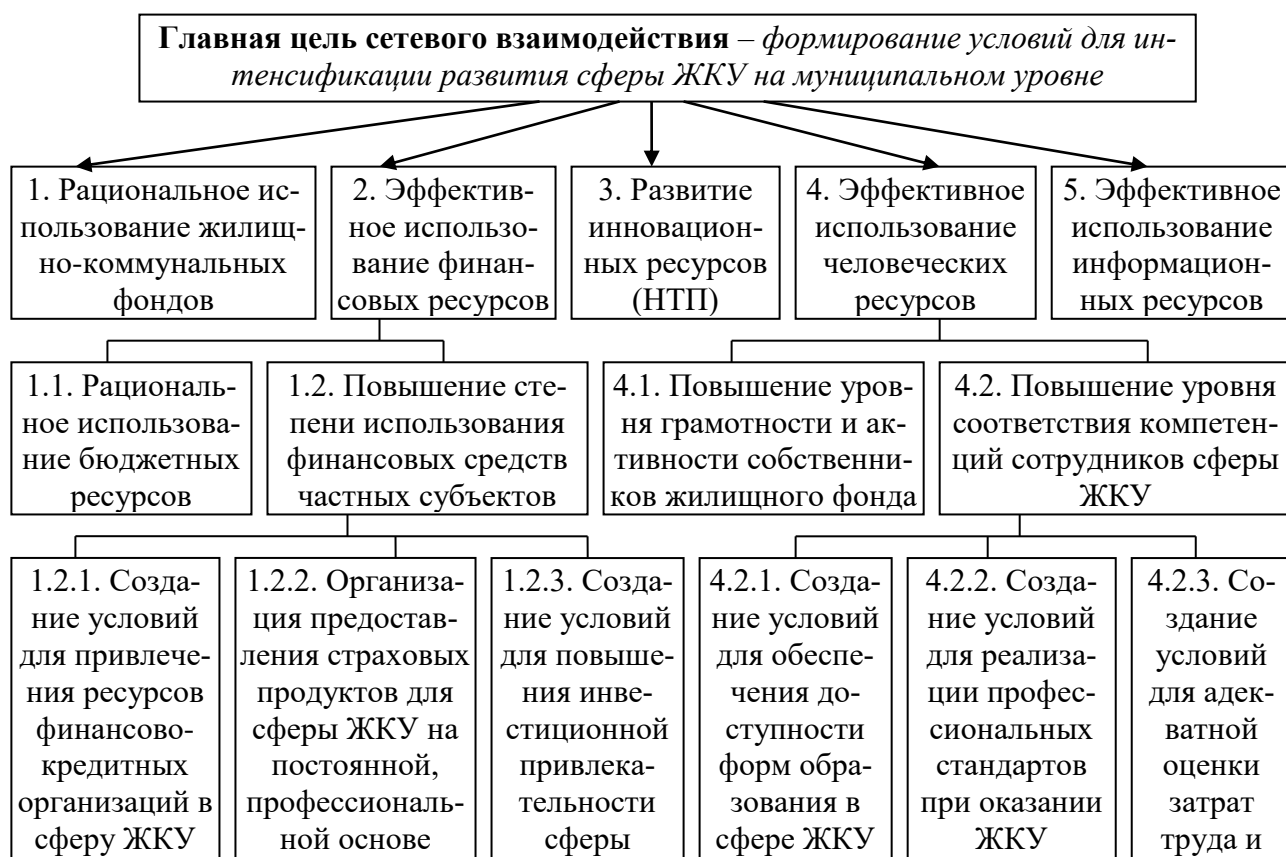 Главная цель сетевого взаимодействия – формирование условий для ин-
тенсификации развития сферы ЖКУ на муниципальном уровне
1. Рациональное ис-
пользование жилищ-
но-коммунальных
фондов
2. Эффектив-
ное использо-
вание финан-
совых ресурсов
3. Развитие
инновацион-
ных ресурсов
(НТП)
4. Эффективное
использование
человеческих
ресурсов
5. Эффективное
использование
информацион-
ных ресурсов
1.1. Рациональ-
ное использова-
ние бюджетных
ресурсов
1.2. Повышение сте-
пени использования
финансовых средств
частных субъектов
4.1. Повышение уров-
ня грамотности и ак-
тивности собственни-
ков жилищного фонда
4.2. Повышение уровня
соответствия компетен-
ций сотрудников сферы
ЖКУ
1.2.1. Созда-
ние условий
для привлече-
ния ресурсов
финансово-
кредитных
организаций в
сферу ЖКУ
1.2.2. Организа-
ция предостав-
ления страховых
продуктов для
сферы ЖКУ на
постоянной,
профессиональ-
ной основе
1.2.3. Созда-
ние условий
для повыше-
ния инве-
стиционной
привлека-
тельности
сферы
4.2.1. Созда-
ние условий
для обеспе-
чения до-
ступности
форм обра-
зования в
сфере ЖКУ
4.2.2. Созда-
ние условий
для реализа-
ции профес-
сиональных
стандартов
при оказании
ЖКУ
4.2.3. Со-
здание
условий
для адек-
ватной
оценки
затрат
труда и